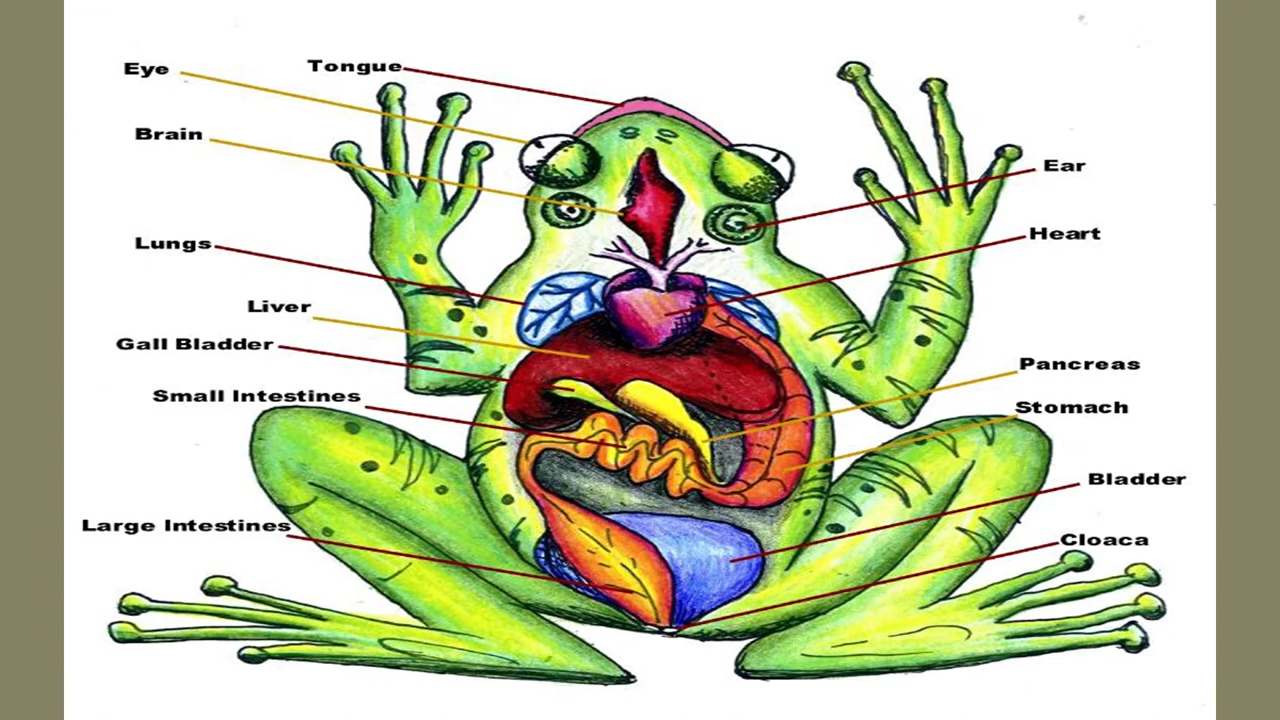 Eye
Tongue
Brain
Ear
Lungs
Heart
Liver
Gall Bladder
Pancreas
Small Intestines
Stomach
Bladder
Large Intestines
Cloaca